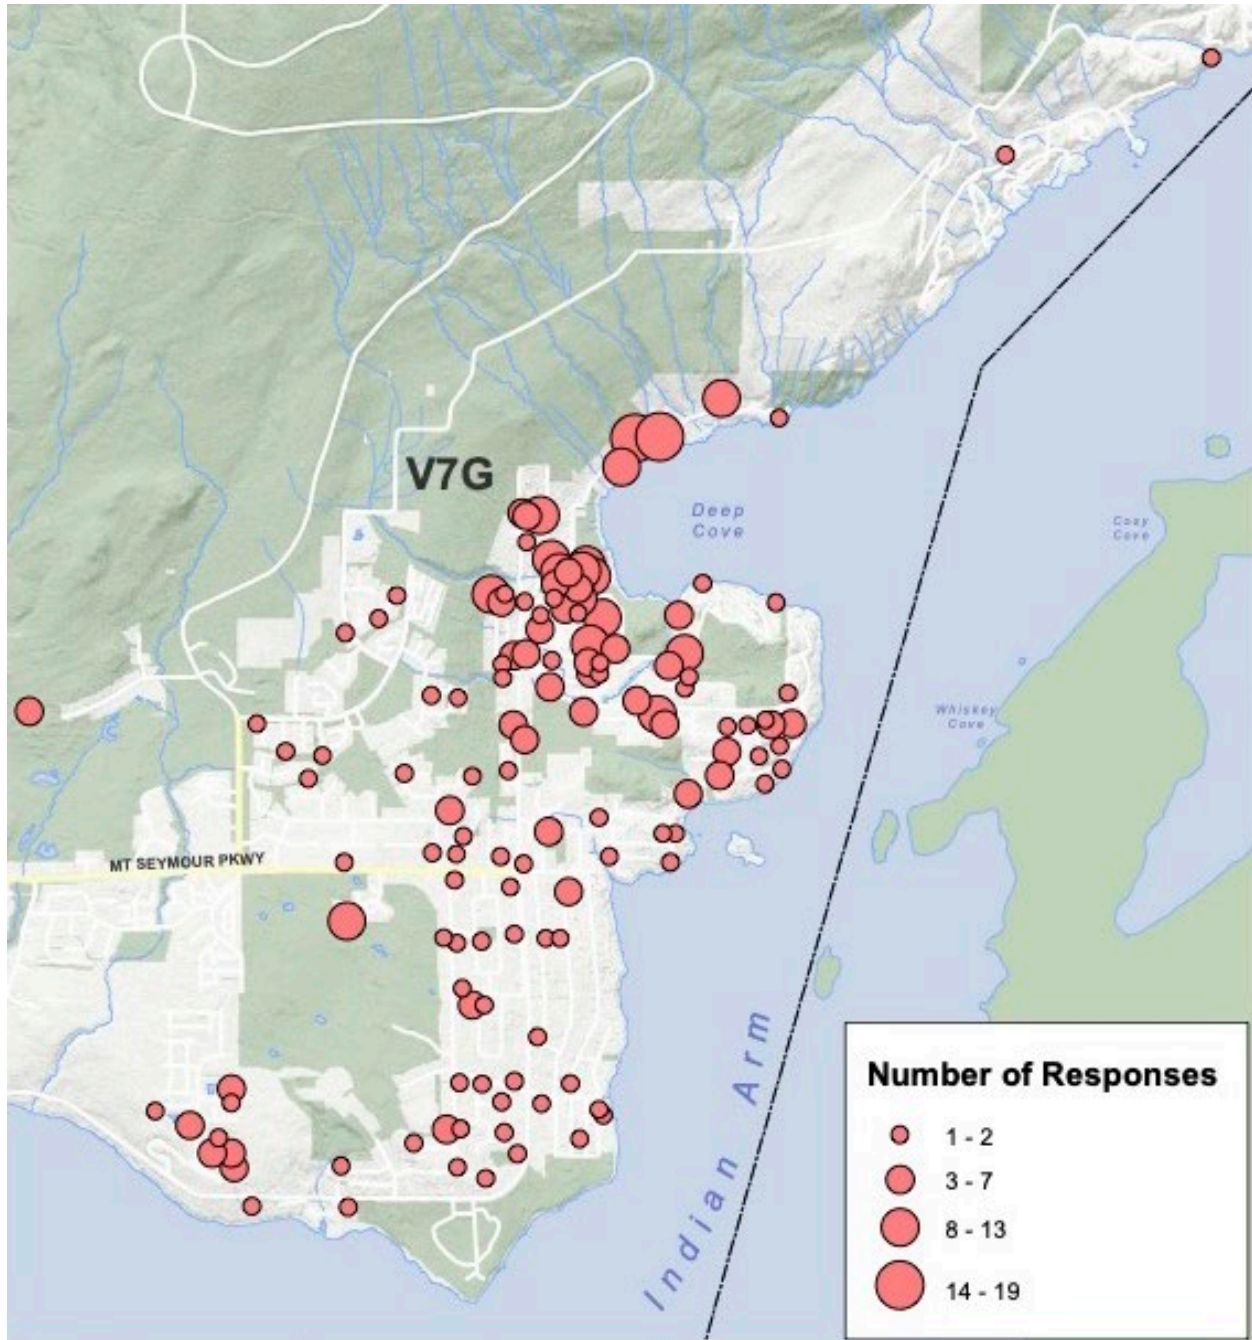 V7G
Deep
Cove
Cosy
Cove
Whiskey
Cove
MT SEYMOUR PKWY
Indian Arm
Number of Responses
1 - 2
3 - 7
8 - 13
14 - 19